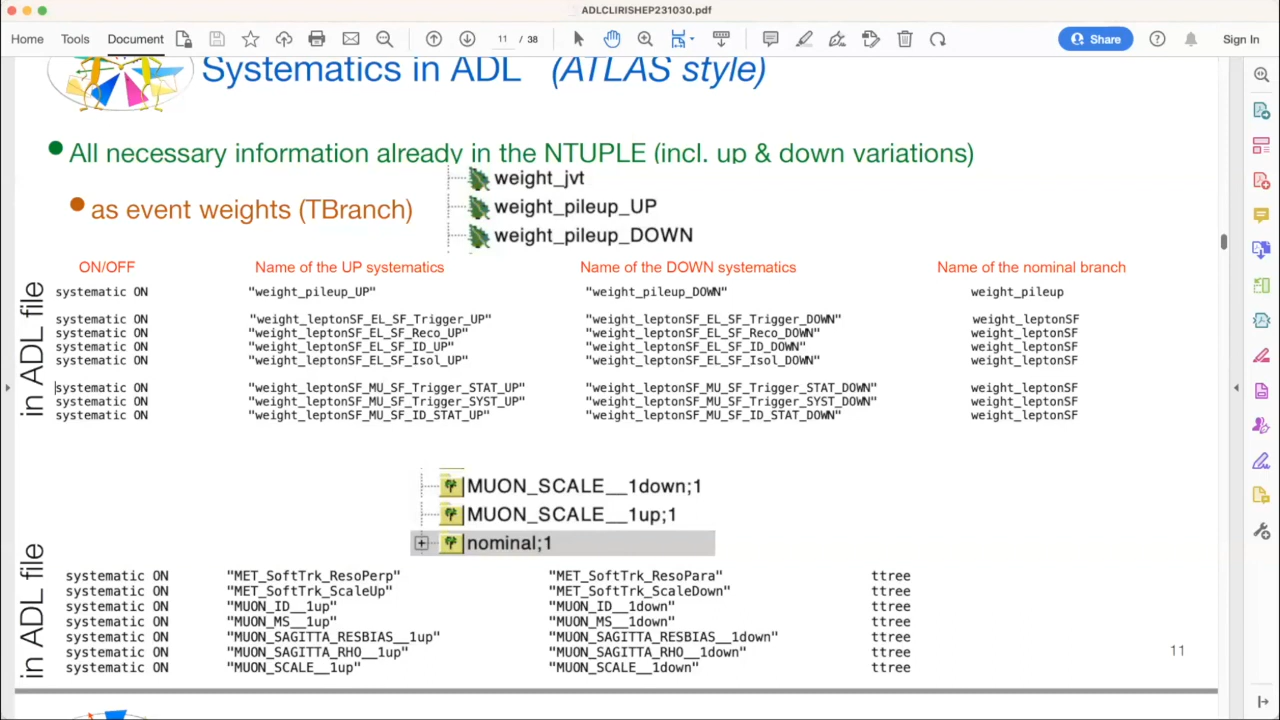 ADLCLIRISHEP231030.pdf
Home Tools Document 11 / 38 Share Sign In
Systematics in ADL (ATLAS style)
All necessary information already in the NTUPLE (incl. up & down variations)
weight_jvt
as event weights (TBranch)
weight_pileup_UP
weight_pileup_DOWN
in ADL file
ON/OFF Name of the UP systematics Name of the DOWN systematics Name of the nominal branch
systematic ON "weight_pileup_UP" "weight_pileup_DOWN" weight_pileup
systematic ON "weight_leptonSF_EL_SF_Trigger_UP" "weight_leptonSF_EL_SF_Trigger_DOWN" weight_leptonSF
systematic ON "weight_leptonSF_EL_SF_Reco_UP" "weight_leptonSF_EL_SF_Reco_DOWN" weight_leptonSF
systematic ON "weight_leptonSF_EL_SF_ID_UP" "weight_leptonSF_EL_SF_ID_DOWN" weight_leptonSF
systematic ON "weight_leptonSF_EL_SF_Isol_UP" "weight_leptonSF_EL_SF_Isol_DOWN" weight_leptonSF
systematic ON "weight_leptonSF_MU_SF_Trigger_STAT_UP" "weight_leptonSF_MU_SF_Trigger_STAT_DOWN" weight_leptonSF
systematic ON "weight_leptonSF_MU_SF_Trigger_SYST_UP" "weight_leptonSF_MU_SF_Trigger_SYST_DOWN" weight_leptonSF
systematic ON "weight_leptonSF_MU_SF_ID_STAT_UP" "weight_leptonSF_MU_SF_ID_STAT_DOWN" weight_leptonSF
MUON_SCALE__1down;1
MUON_SCALE__1up;1
nominal;1
in ADL file
systematic ON "MET_SoftTrk_ResoPerp" "MET_SoftTrk_ResoPara" ttree
systematic ON "MET_SoftTrk_ScaleUp" "MET_SoftTrk_ScaleDown" ttree
systematic ON "MUON_ID__1up" "MUON_ID__1down" ttree
systematic ON "MUON_MS__1up" "MUON_MS__1down" ttree
systematic ON "MUON_SAGITTA_RESBIAS__1up" "MUON_SAGITTA_RESBIAS__1down" ttree
systematic ON "MUON_SAGITTA_RHO__1up" "MUON_SAGITTA_RHO__1down" ttree
systematic ON "MUON_SCALE__1up" "MUON_SCALE__1down" ttree
11